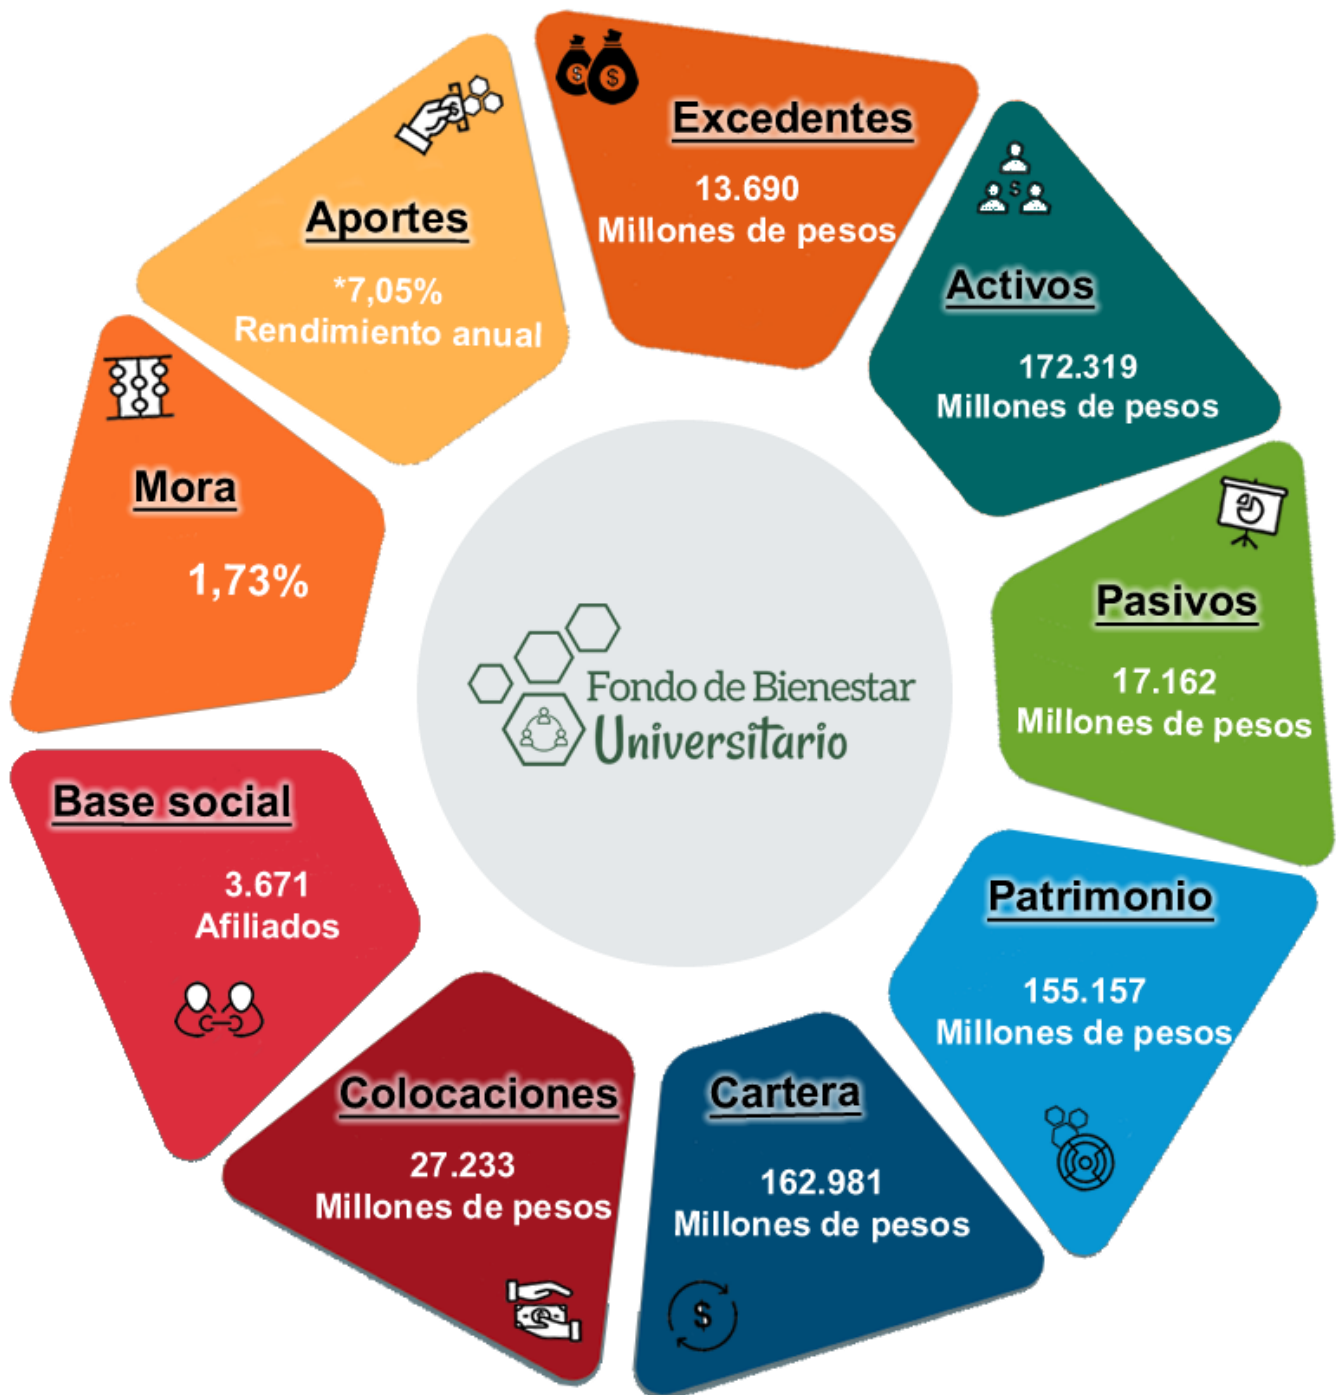 Excedentes
13.690
Millones de pesos
Activos
172.319
Millones de pesos
Pasivos
17.162
Millones de pesos
Patrimonio
155.157
Millones de pesos
Cartera
162.981
Millones de pesos
$
Colocaciones
27.233
Millones de pesos
Base social
3.671
Afiliados
Mora
1,73%
Aportes
*7,05%
Rendimiento anual
Fondo de Bienestar
Universitario